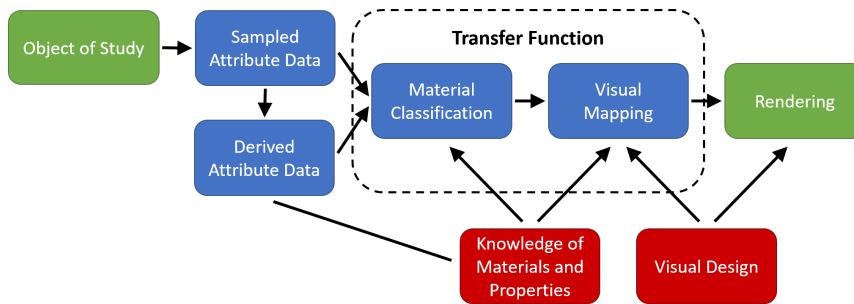 Object of Study
Sampled
Attribute Data
Derived
Attribute Data
Transfer Function
Material
Classification
Visual
Mapping
Rendering
Knowledge of
Materials and
Properties
Visual Design